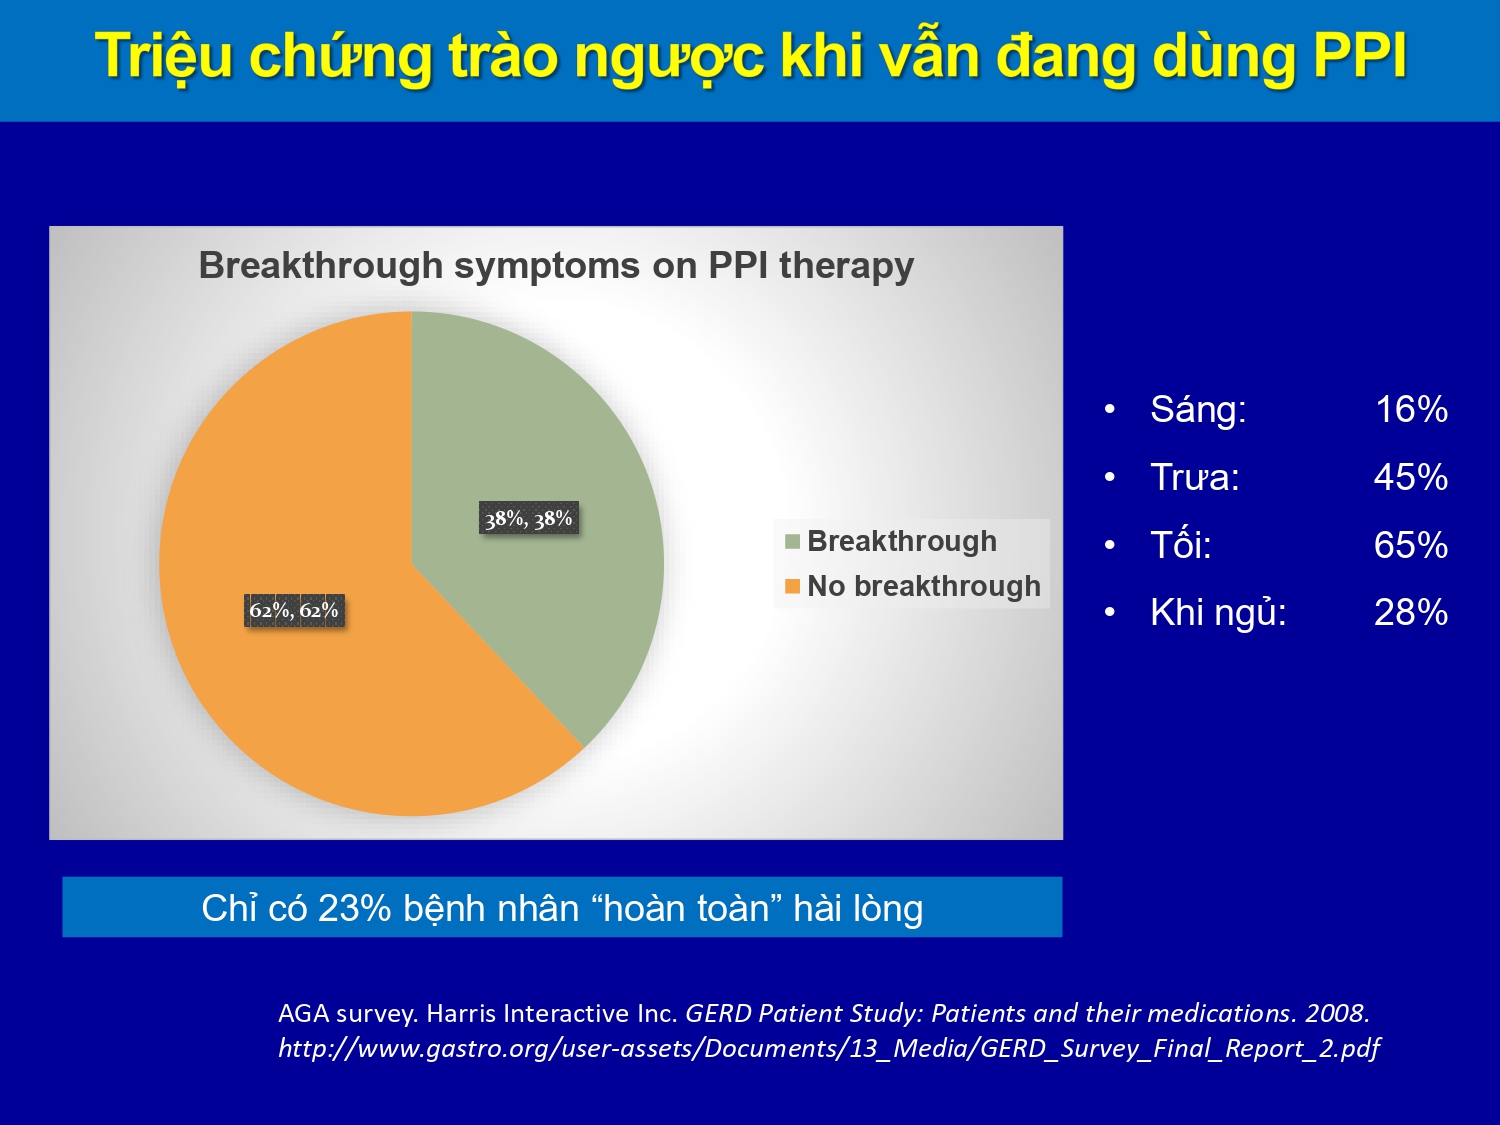 Triệu chứng trào ngược khi vẫn đang dùng PPI
Breakthrough symptoms on PPI therapy
38%, 38%
62%, 62%
Breakthrough
No breakthrough
• Sáng: 16%
• Trưa: 45%
• Tối: 65%
• Khi ngủ: 28%
Chỉ có 23% bệnh nhân “hoàn toàn” hài lòng
AGA survey. Harris Interactive Inc. GERD Patient Study: Patients and their medications. 2008.
http://www.gastro.org/user-assets/Documents/13_Media/GERD_Survey_Final_Report_2.pdf